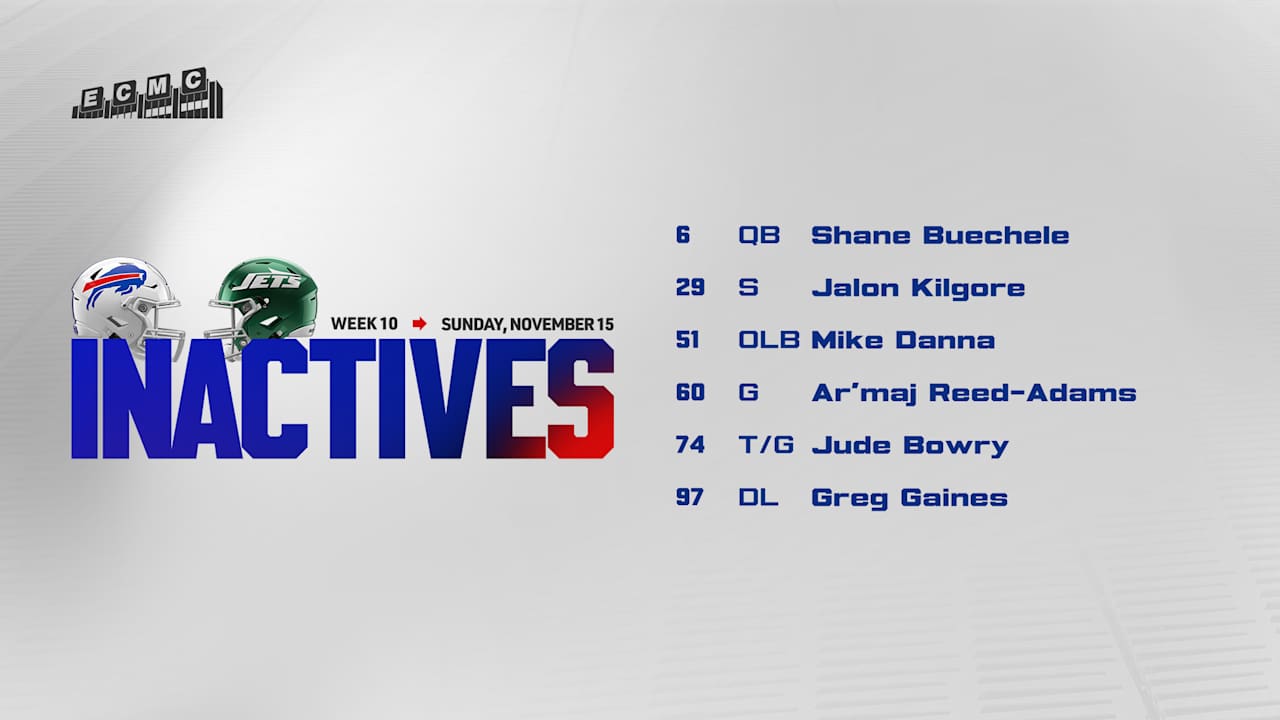 ECMC
JETS
WEEK 10 → SUNDAY, NOVEMBER 15
INACTIVES
6 QB Shane Buechele
29 S Jalon Kilgore
51 OLB Mike Danna
60 G Ar'maj Reed-Adams
74 T/G Jude Bowry
97 DL Greg Gaines